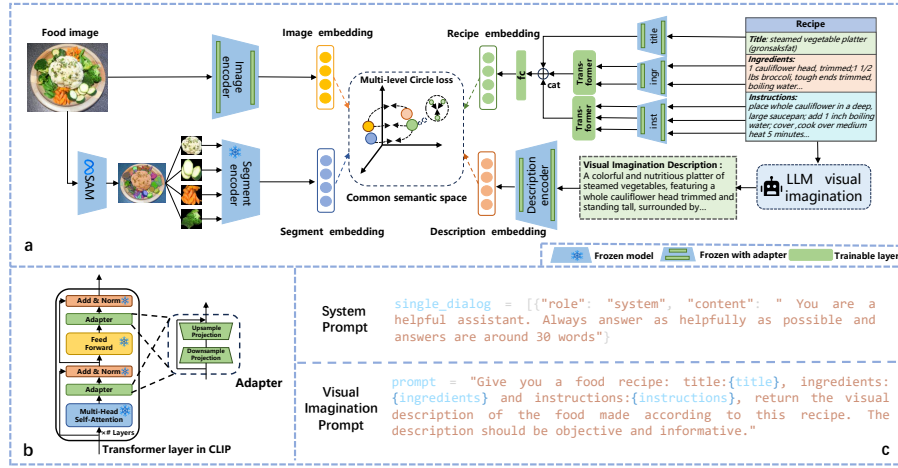 Food image
Image embedding
Recipe embedding
Recipe
Title: steamed vegetable platter
(gronsaksfat)
Ingredients:
1 cauliflower head, trimmed;1 1/2
lbs broccoli, tough ends trimmed,
boiling water...
Instructions:
place whole cauliflower in a deep,
large saucepan; add 1 inch boiling
water; cover ,cook over medium
heat 5 minutes...
Image
encoder
Multi-level Circle loss
fc
cat
Trans-
former
Trans-
former
title
ingr
inst
SAM
Segment
encoder
Common semantic space
Description
encoder
Visual Imagination Description :
A colorful and nutritious platter of
steamed vegetables, featuring a
whole cauliflower head trimmed and
standing tall, surrounded by...
LLM visual
imagination
Segment embedding
Description embedding
a
Frozen model
Frozen with adapter
Trainable layer
Add & Norm
Adapter
Feed
Forward
Add & Norm
Adapter
Multi-Head
Self-Attention
×# Layers
Upsample
Projection
Downsample
Projection
Adapter
b
Transformer layer in CLIP
System
Prompt
single_dialog = [{"role": "system", "content": " You are a
helpful assistant. Always answer as helpfully as possible and
answers are around 30 words"}
Visual
Imagination
Prompt
prompt = "Give you a food recipe: title:{title}, ingredients:
{ingredients} and instructions:{instructions}, return the visual
description of the food made according to this recipe. The
description should be objective and informative."
c